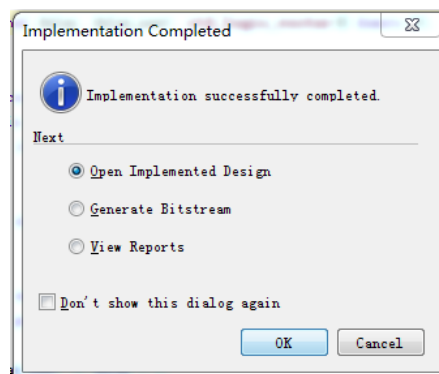 Implementation Completed
Implementation successfully completed.
Next
Open Implemented Design
Generate Bitstream
View Reports
Don't show this dialog again
OK
Cancel